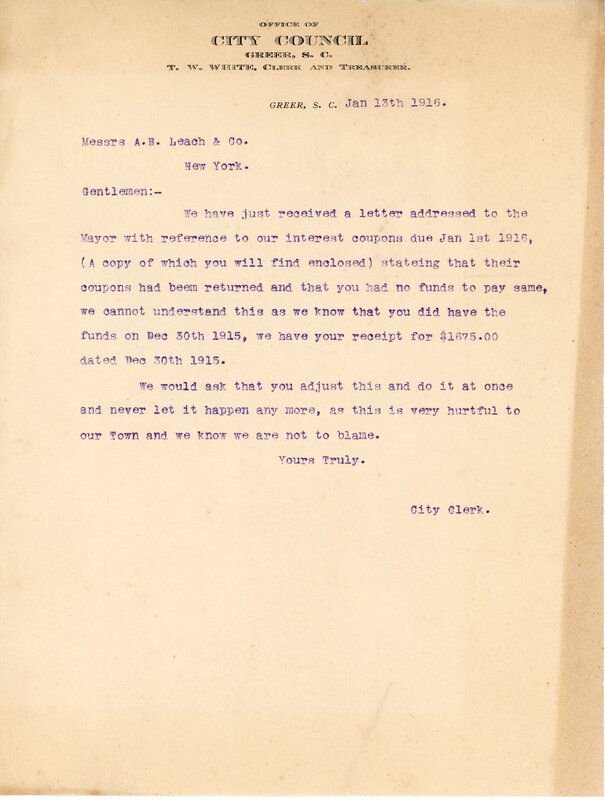 OFFICE OF
CITY COUNCIL
GREER, S. C.
T. W. WHITE, CLERK AND TREASURER.
GREER, S. C. Jan 13th 1916.
Messrs A.B. Leach & Co.
New York.
Gentlemen:-
We have just received a letter addressed to the
Mayor with reference to our interest coupons due Jan 1st 1916,
(A copy of which you will find enclosed) stateing that their
coupons had beem returned and that you had no funds to pay same,
we cannot understand this as we know that you did have the
funds on Dec 30th 1915, we have your receipt for $1675.00
dated Dec 30th 1915.
We would ask that you adjust this and do it at once
and never let it happen any more, as this is very hurtful to
our Town and we know we are not to blame.
Yours Truly.
City Clerk.